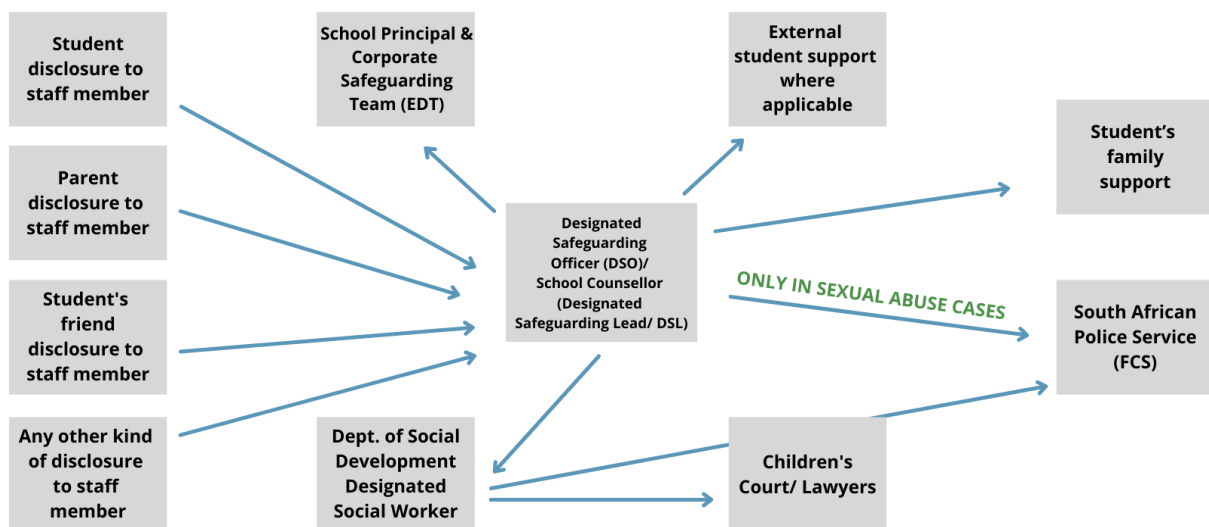 Student
disclosure to
staff member
School Principal &
Corporate
Safeguarding
Team (EDT)
External
student support
where
applicable
Student’s
family
support
Parent
disclosure to
staff member
Designated
Safeguarding
Officer (DSO)/
School Counsellor
(Designated
Safeguarding Lead/ DSL)
ONLY IN SEXUAL ABUSE CASES
Student's
friend
disclosure to
staff member
South African
Police Service
(FCS)
Any other kind
of disclosure
to staff
member
Dept. of Social
Development
Designated
Social Worker
Children's
Court/ Lawyers